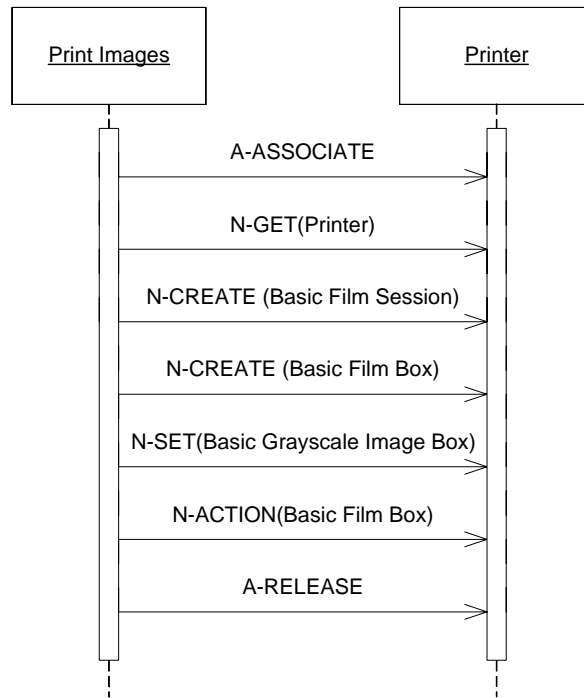 Print Images
Printer
A-ASSOCIATE
N-GET(Printer)
N-CREATE (Basic Film Session)
N-CREATE (Basic Film Box)
N-SET(Basic Grayscale Image Box)
N-ACTION(Basic Film Box)
A-RELEASE